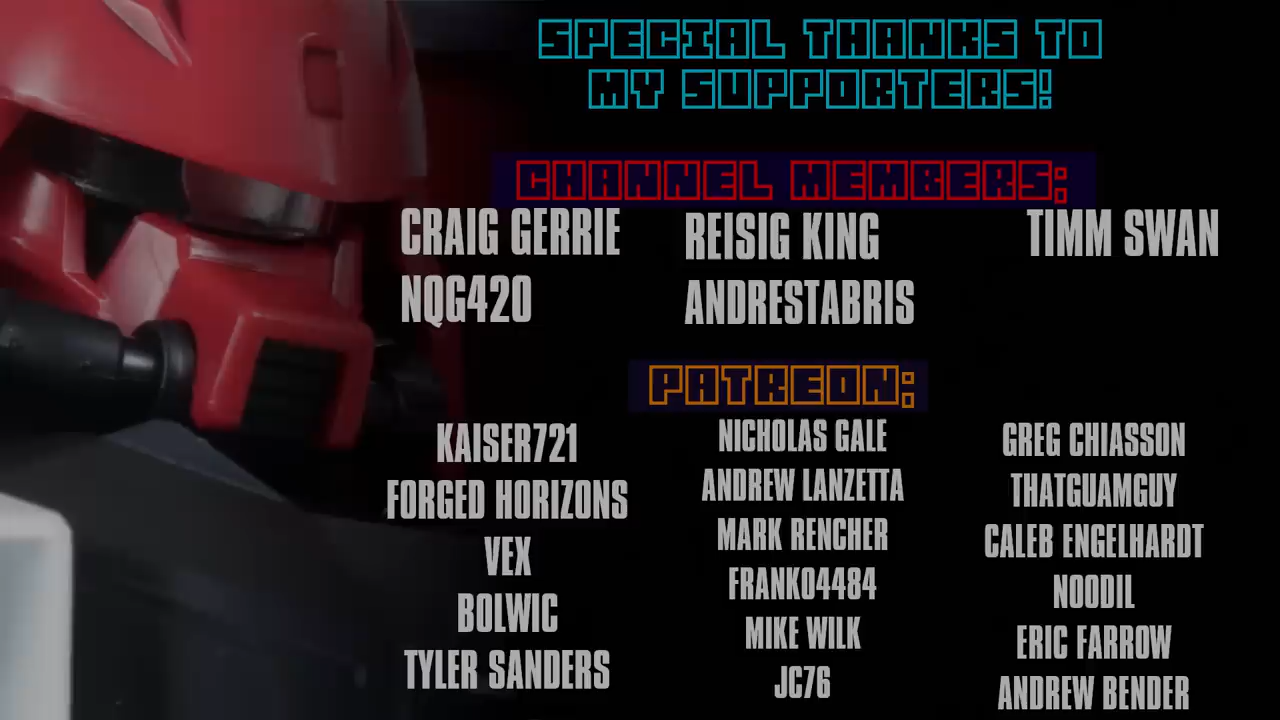 SPECIAL THANKS TO
MY SUPPORTERS!
CHANNEL MEMBERS:
CRAIG GERRIE
REISIG KING
TIMM SWAN
NQG420
ANDRESTABRIS
PATREON:
KAISER721
FORGED HORIZONS
VEX
BOLWIC
TYLER SANDERS
NICHOLAS GALE
ANDREW LANZETTA
MARK RENCHER
FRANK04484
MIKE WILK
JC76
GREG CHIASSON
THATGUAMGUY
CALEB ENGELHARDT
NOODIL
ERIC FARROW
ANDREW BENDER